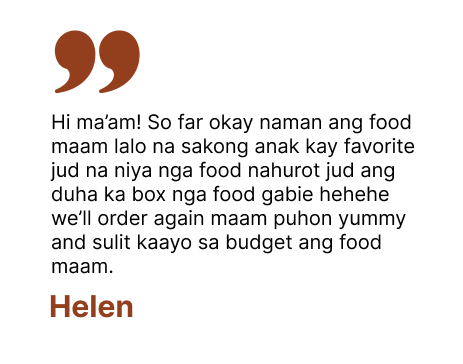 ”
Hi ma’am! So far okay naman ang food
maam lalo na sakong anak kay favorite
jud na niya nga food nahurot jud ang
duha ka box nga food gabie hehehe
we’ll order again maam puhon yummy
and sulit kaayo sa budget ang food
maam.
Helen